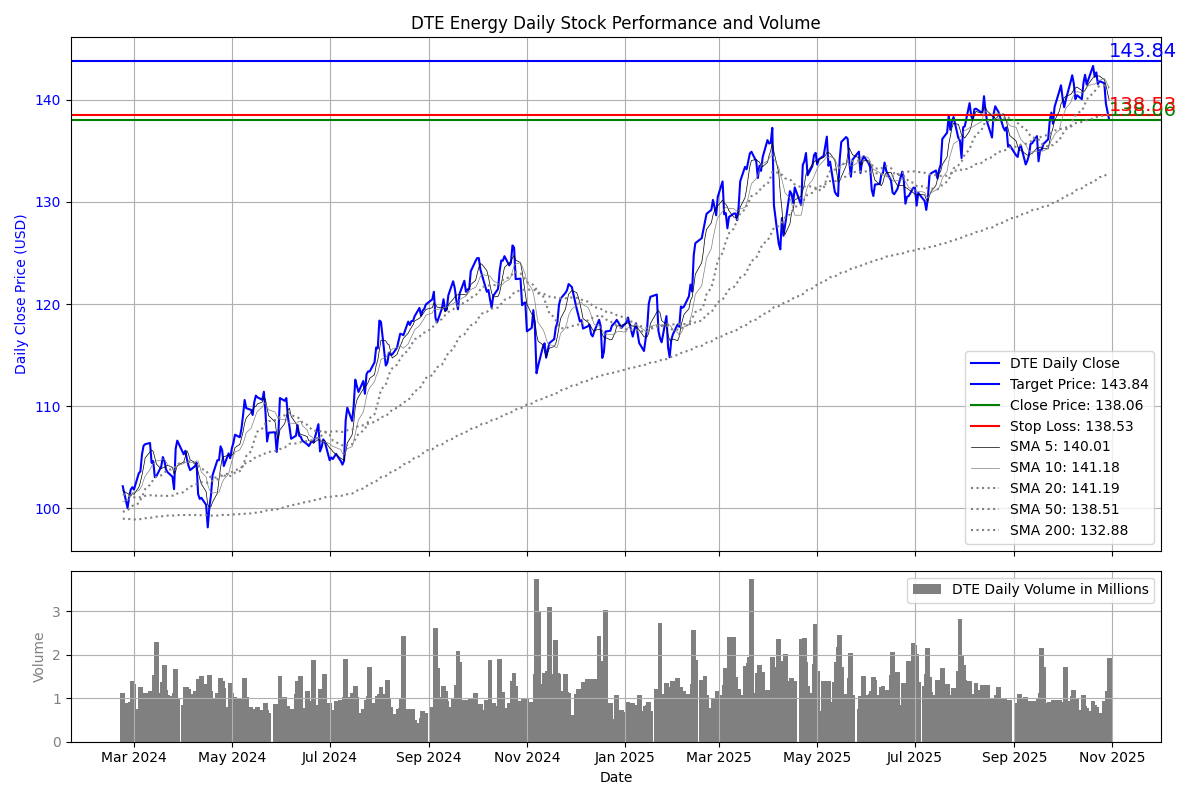 DTE Energy Daily Stock Performance and Volume
143.84
138.53
138.06
140
130
120
110
100
Daily Close Price (USD)
DTE Daily Close
Target Price: 143.84
Close Price: 138.06
Stop Loss: 138.53
SMA 5: 140.01
SMA 10: 141.18
SMA 20: 141.19
SMA 50: 138.51
SMA 200: 132.88
DTE Daily Volume in Millions
3
2
1
0
Volume
Mar 2024 May 2024 Jul 2024 Sep 2024 Nov 2024 Jan 2025 Mar 2025 May 2025 Jul 2025 Sep 2025 Nov 2025
Date